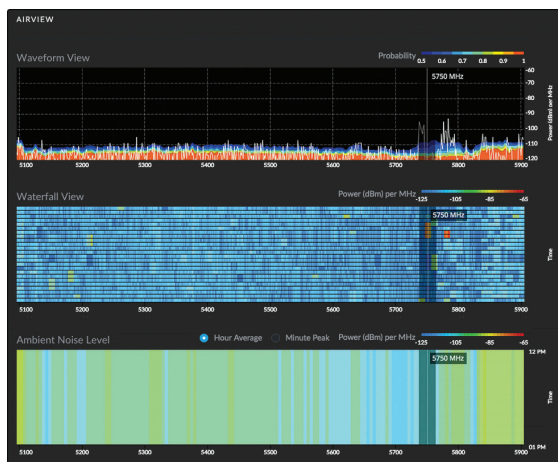 AIRVIEW
Waveform View
Probability 0.5 0.6 0.7 0.8 0.9 1
5750 MHz
-60
-70
-80
-90
-100
-110
-120
Power (dBm) per MHz
5100 5200 5300 5400 5500 5600 5700 5800 5900
Waterfall View
Power (dBm) per MHz -125 -105 -85 -65
5750 MHz
Time
5100 5200 5300 5400 5500 5600 5700 5800 5900
Ambient Noise Level
Hour Average Minute Peak Power (dBm) per MHz -125 -105 -85 -65
5750 MHz
12 PM
Time
01 PM
5100 5200 5300 5400 5500 5600 5700 5800 5900